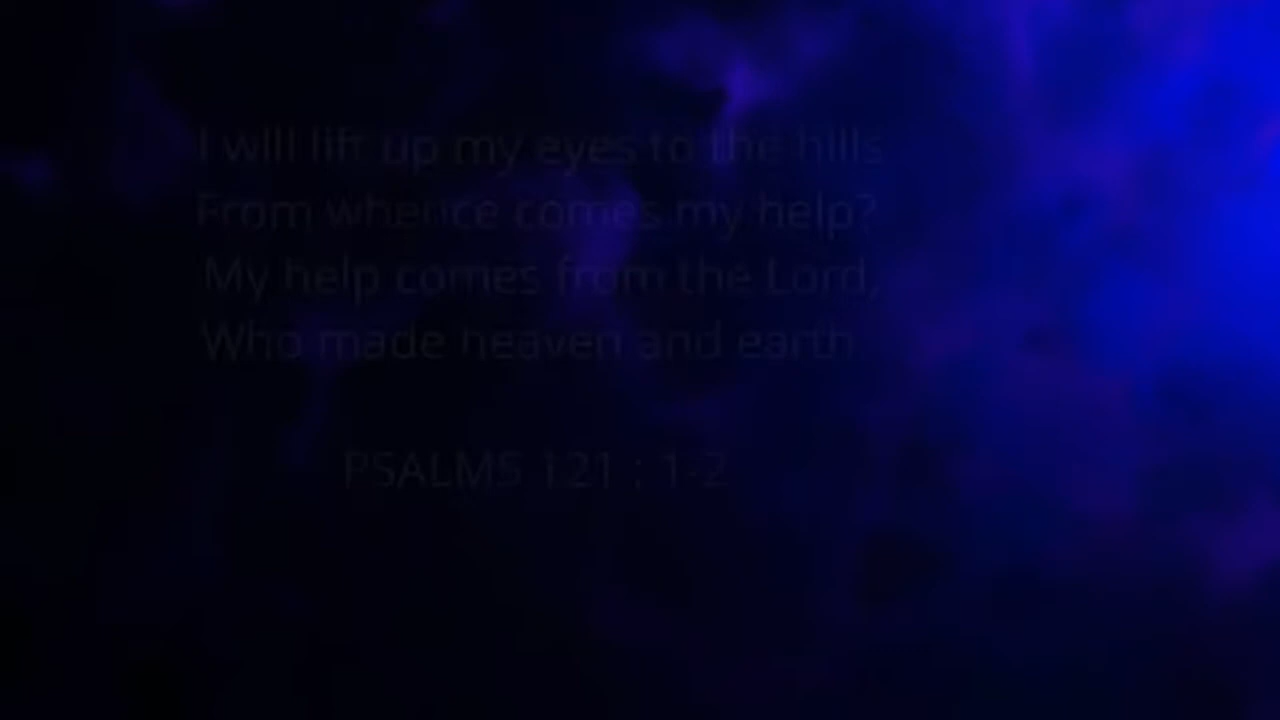 I will lift up my eyes to the hills
From whence comes my help?
My help comes from the Lord,
Who made heaven and earth
PSALMS 121 : 1-2